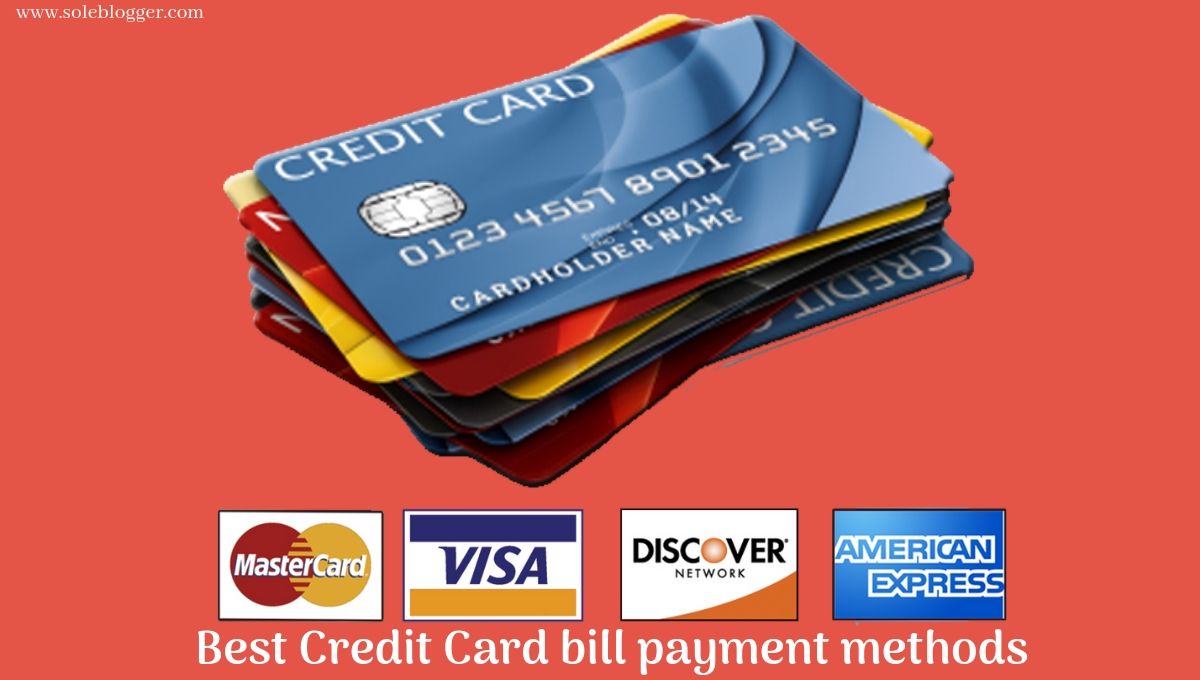 www.soleblogger.com
CREDIT CARD
0123 4567 8901 2345
08/14
CARDHOLDER NAME
CREDIT C
MasterCard
VISA
DISCOVER
NETWORK
AMERICAN
EXPRESS
Best Credit Card bill payment methods